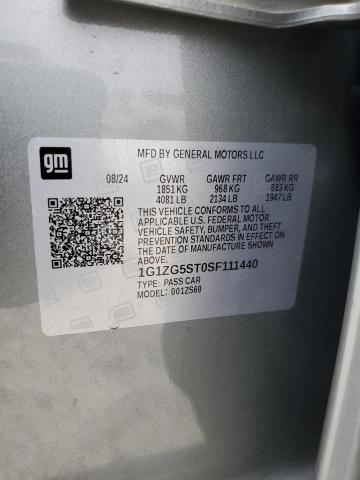 gm
MFD BY GENERAL MOTORS LLC
08/24 GVWR GAWR FRT GAWR RR
1851 KG 968 KG 883 KG
4081 LB 2134 LB 1947 LB
THIS VEHICLE CONFORMS TO ALL
APPLICABLE FEDERAL MOTOR
VEHICLE SAFETY, BUMPER, AND THEFT
PREVENTION STANDARDS IN EFFECT
ON THE DATE OF MANUFACTURE
SHOWN ABOVE.
1G1ZG5ST0SF111440
TYPE: PASS CAR
MODEL: 001ZS69